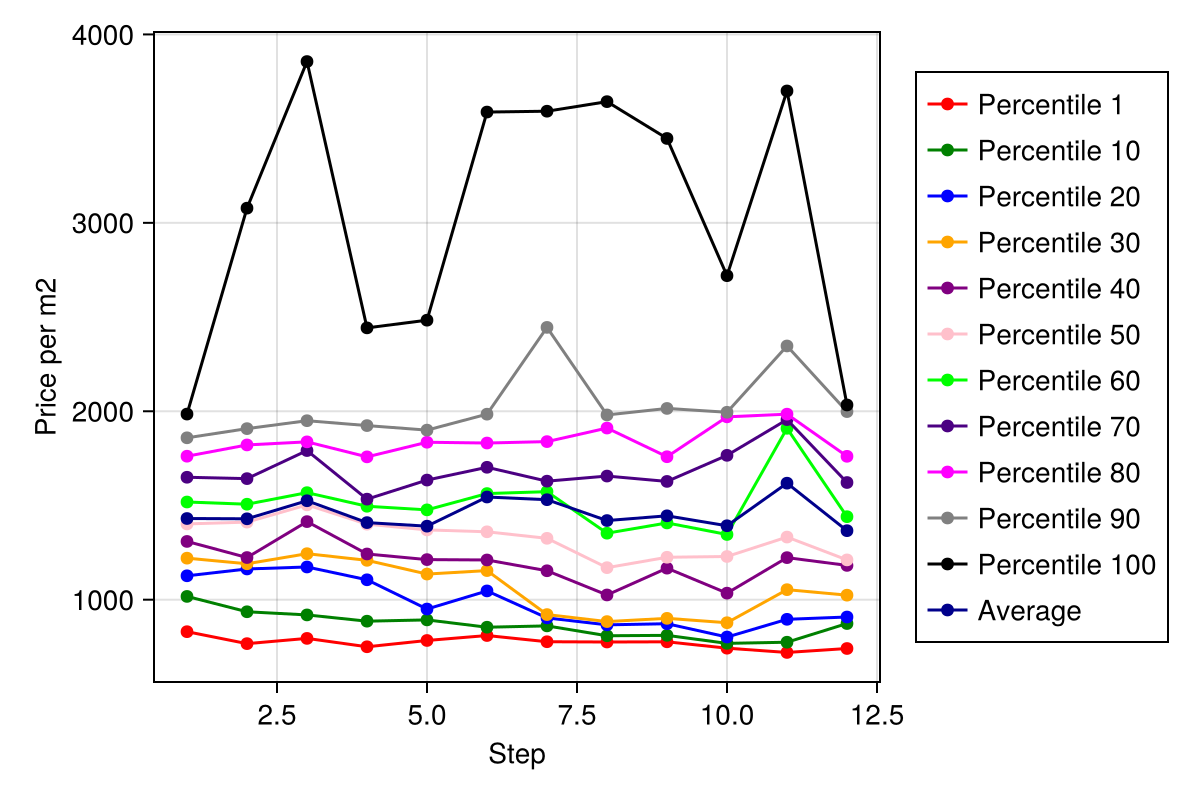 4000
3000
2000
1000
Price per m2
2.5
5.0
7.5
10.0
12.5
Step
Percentile 1
Percentile 10
Percentile 20
Percentile 30
Percentile 40
Percentile 50
Percentile 60
Percentile 70
Percentile 80
Percentile 90
Percentile 100
Average